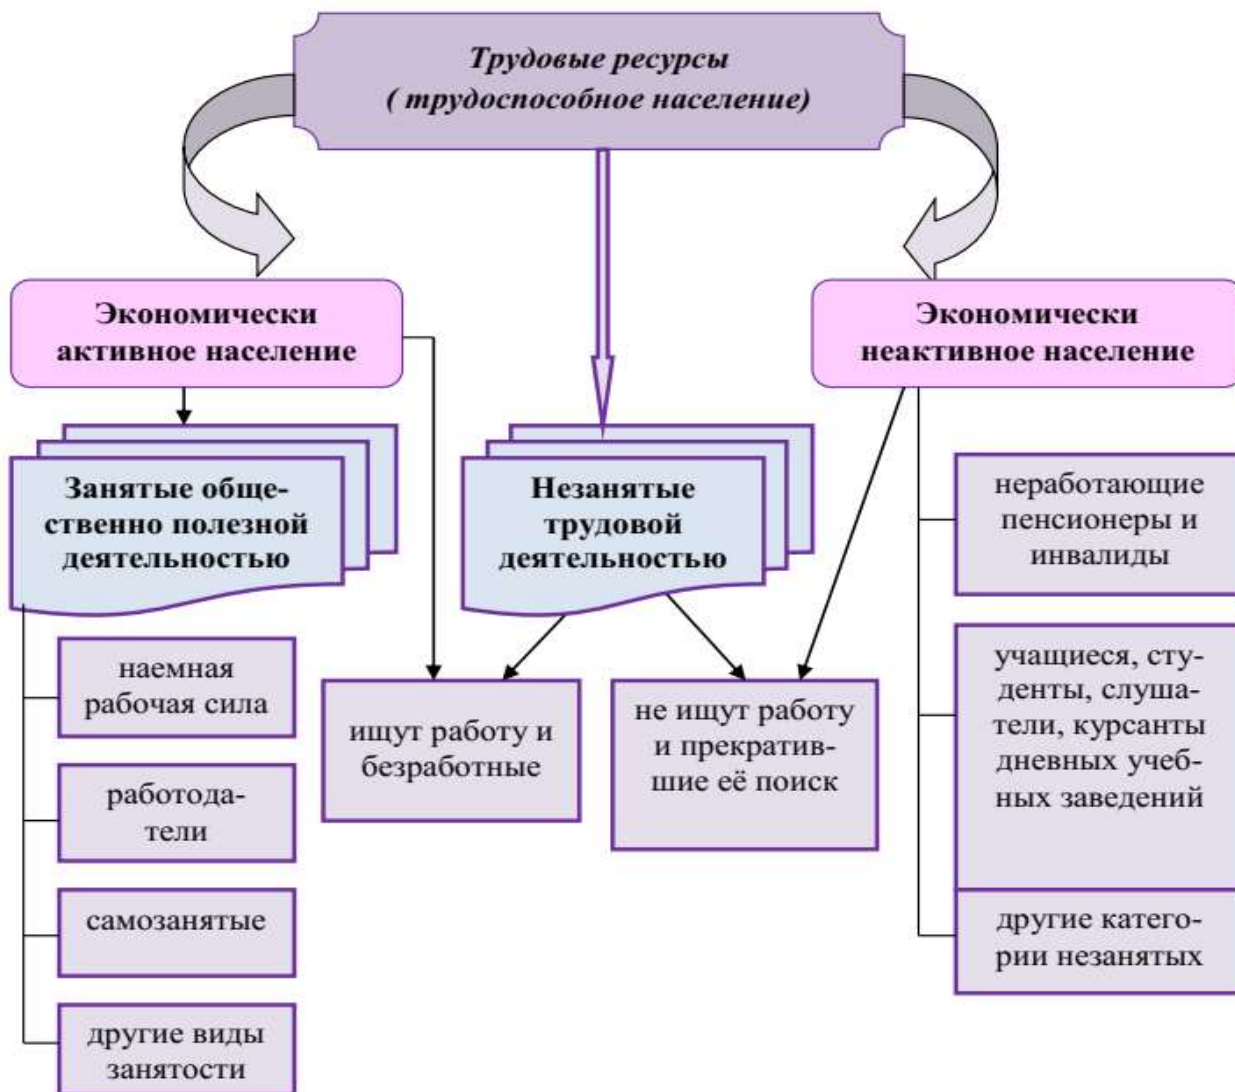 Трудовые ресурсы
( трудоспособное население)
Экономически
активное население
Экономически
неактивное население
Занятые обще-
ственно полезной
деятельностью
Незанятые
трудовой
деятельностью
наемная
рабочая сила
работода-
тели
самозанятые
другие виды
занятости
ищут работу и
безработные
не ищут работу
и прекратив-
шие её поиск
неработающие
пенсионеры и
инвалиды
учащиеся, сту-
денты, слуша-
тели, курсанты
дневных учеб-
ных заведений
другие катего-
рии незанятых